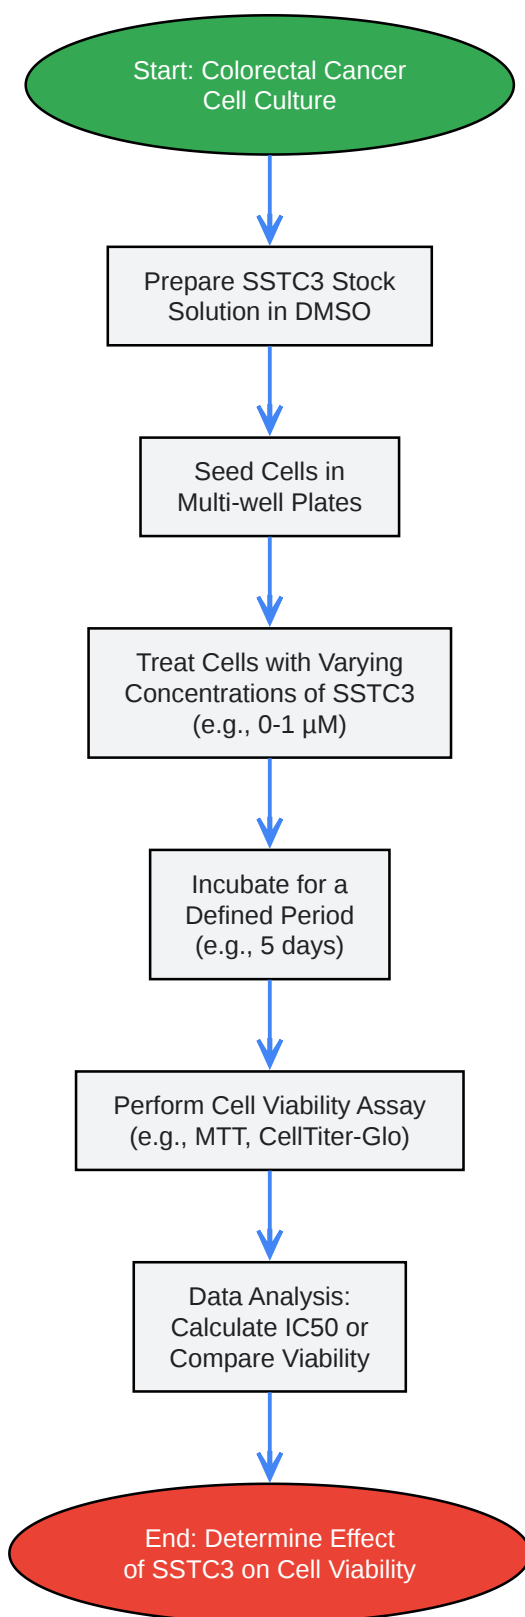 Start: Colorectal Cancer
Cell Culture
Prepare SSTC3 Stock
Solution in DMSO
Seed Cells in
Multi-well Plates
Treat Cells with Varying
Concentrations of SSTC3
(e.g., 0-1 µM)
Incubate for a
Defined Period
(e.g., 5 days)
Perform Cell Viability Assay
(e.g., MTT, CellTiter-Glo)
Data Analysis:
Calculate IC50 or
Compare Viability
End: Determine Effect
of SSTC3 on Cell Viability